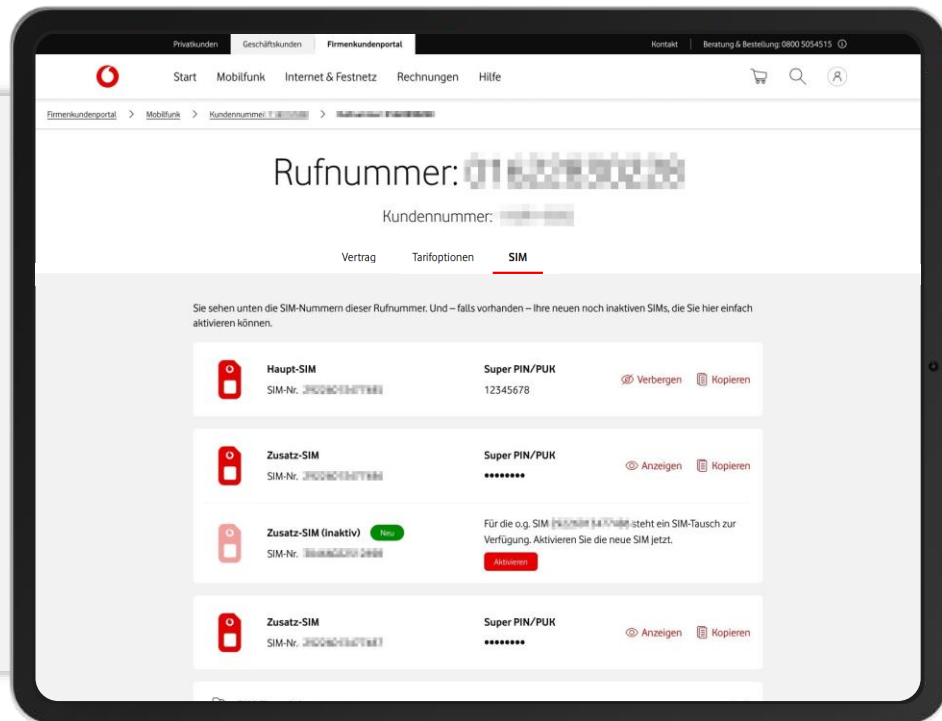 Privatkunden Geschäftskunden Firmenkundenportal Kontakt Beratung & Bestellung: 0800 5054515
Start Mobilfunk Internet & Festnetz Rechnungen Hilfe
Firmenkundenportal > Mobilfunk > Kundennummer: >
Rufnummer:
Kundennummer:
Vertrag Tarifoptionen SIM
Sie sehen unten die SIM-Nummern dieser Rufnummer. Und – falls vorhanden – Ihre neuen noch inaktiven SIMs, die Sie hier einfach
aktivieren können.
Haupt-SIM Super PIN/PUK
Verbergen Kopieren
SIM-Nr. 12345678
Zusatz-SIM Super PIN/PUK
Anzeigen Kopieren
SIM-Nr. ••••••••
Für die o.g. SIM steht ein SIM-Tausch zur
Zusatz-SIM (inaktiv) Neu
Verfügung. Aktivieren Sie die neue SIM jetzt.
SIM-Nr.
Aktivieren
Zusatz-SIM Super PIN/PUK
Anzeigen Kopieren
SIM-Nr. ••••••••